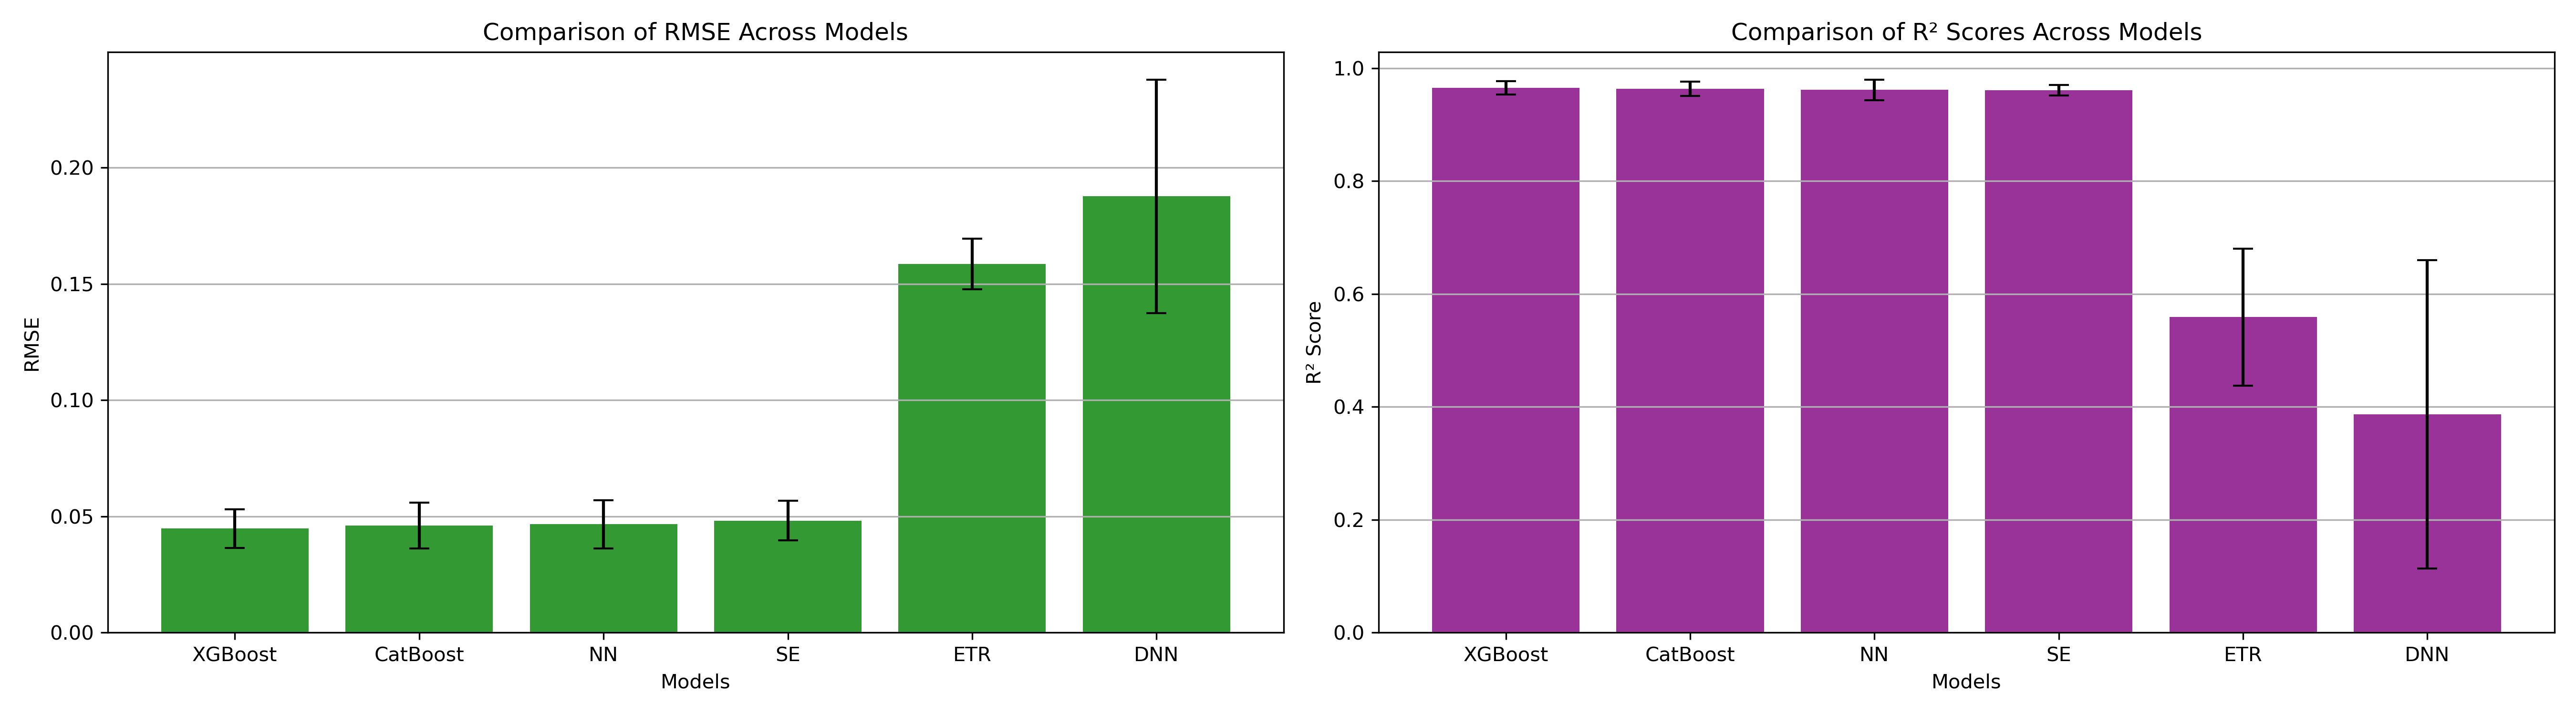 Comparison of RMSE Across Models
RMSE
0.20
0.15
0.10
0.05
0.00
XGBoost CatBoost NN SE ETR DNN
Models
Comparison of R² Scores Across Models
R² Score
1.0
0.8
0.6
0.4
0.2
0.0
XGBoost CatBoost NN SE ETR DNN
Models